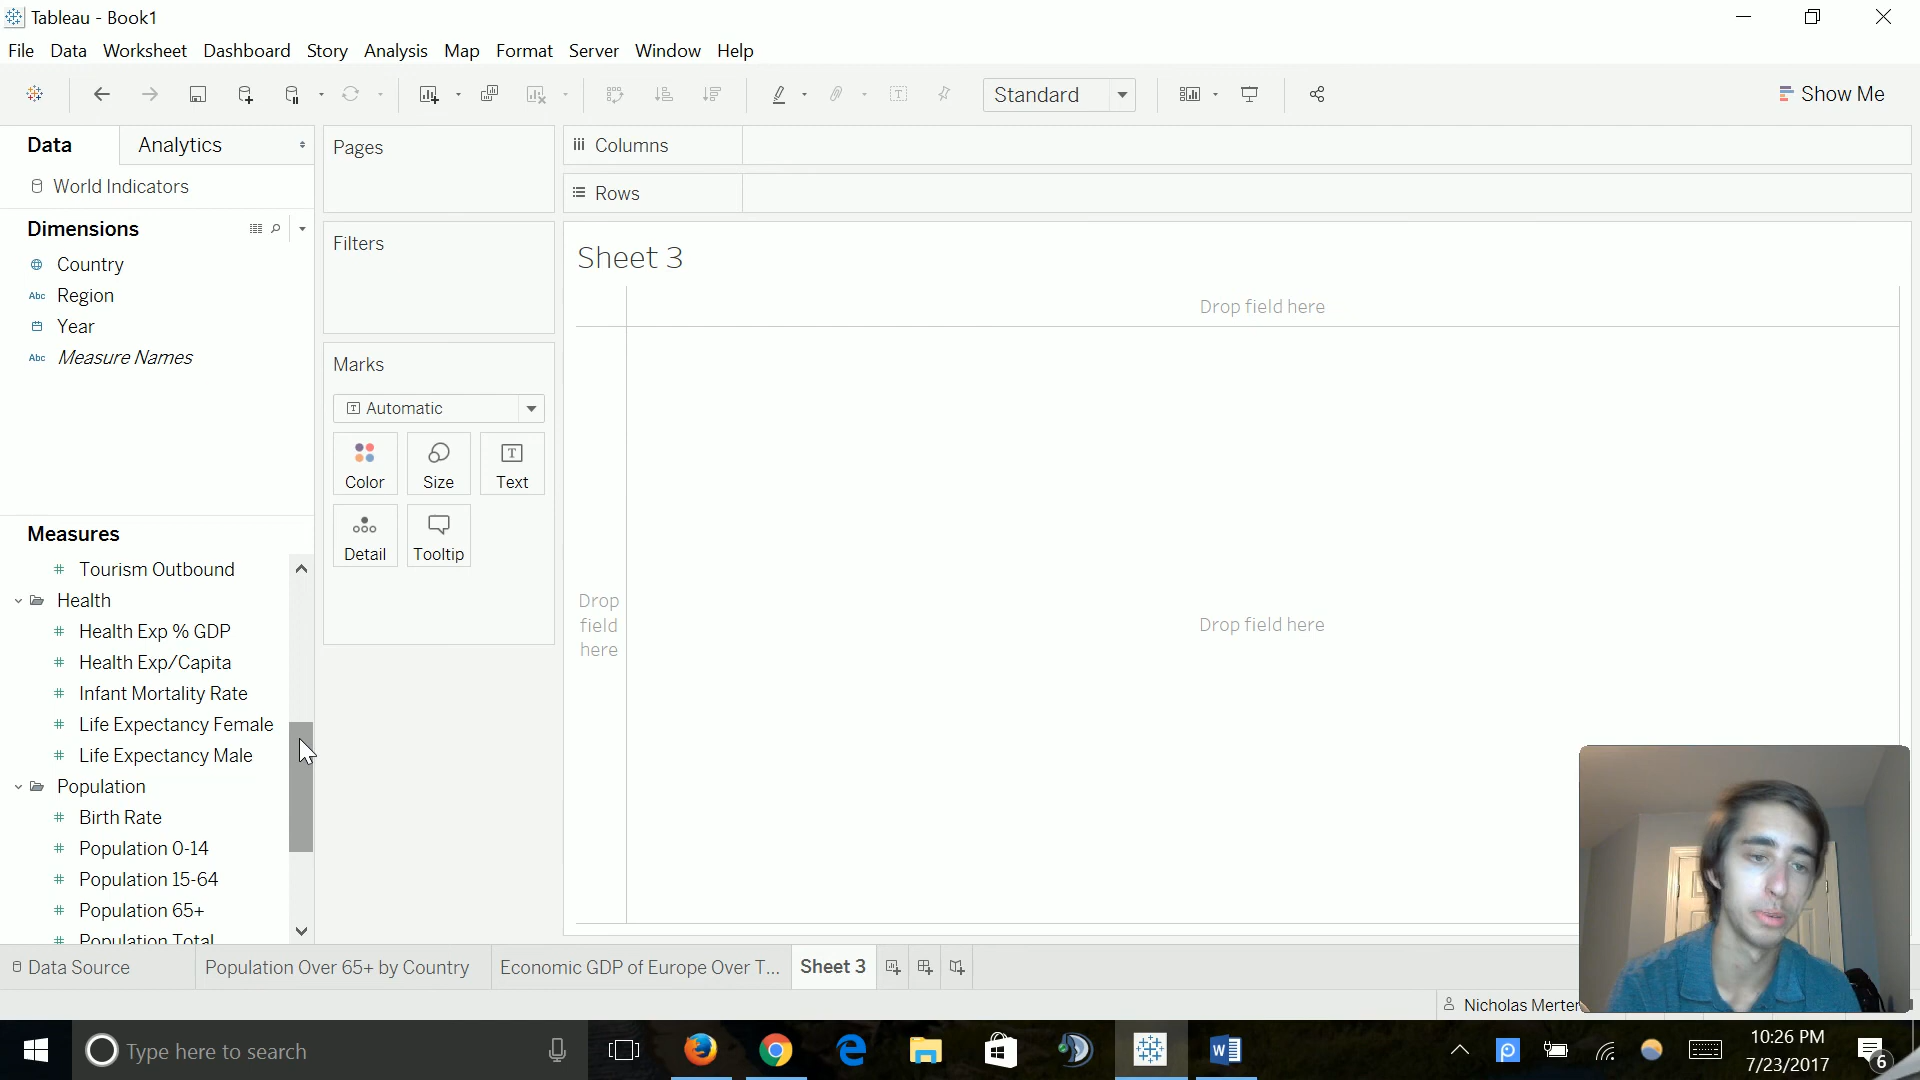 Tableau - Book1
File Data Worksheet Dashboard Story Analysis Map Format Server Window Help
Standard
Show Me
Data
Analytics
World Indicators
Dimensions
Country
Abc Region
Year
Abc Measure Names
Measures
# Tourism Outbound
Health
# Health Exp % GDP
# Health Exp/Capita
# Infant Mortality Rate
# Life Expectancy Female
# Life Expectancy Male
Population
# Birth Rate
# Population 0-14
# Population 15-64
# Population 65+
# Population Total
Pages
Filters
Marks
T Automatic
Color
Size
T
Text
Detail
Tooltip
Columns
Rows
Sheet 3
Drop field here
Drop
field
here
Drop field here
Data Source
Population Over 65+ by Country
Economic GDP of Europe Over T...
Sheet 3
Nicholas Merten
Type here to search
10:26 PM
7/23/2017
6